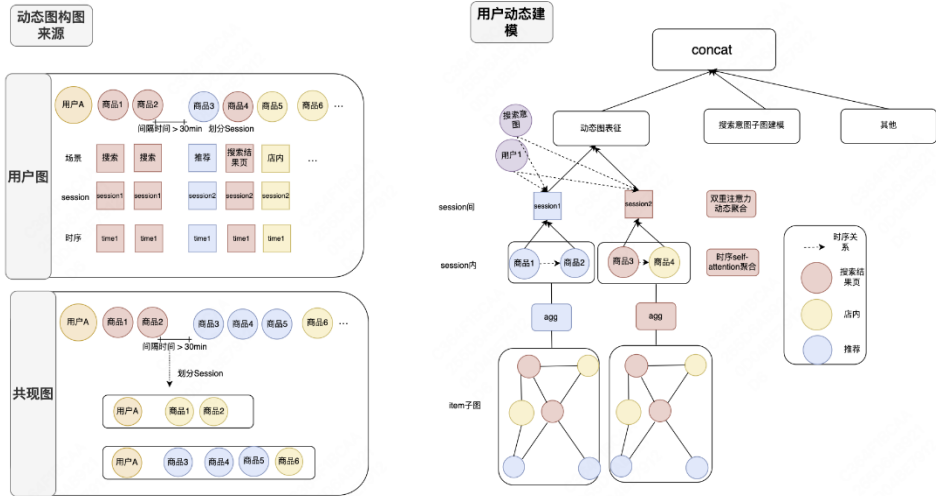 动态图构图
来源
用户图
用户A 商品1 商品2 商品3 商品4 商品5 商品6 ...
间隔时间 > 30min 划分Session
场景 搜索 搜索 推荐 搜索结果页 店内 ...
session session1 session1 session2 session2 session2
时序 time1 time1 time1 time1 time1
共现图
用户A 商品1 商品2 商品3 商品4 商品5 商品6 ...
间隔时间 > 30min
划分Session
用户A 商品1 商品2
用户A 商品3 商品4 商品5 商品6
用户动态建
模
concat
搜索意
图
动态图表征 搜索意图子图建模 其他
用户1
session间 session1 session2 双重注意力
动态聚合
session内 商品1 商品2 商品3 商品4 时序self-
attention聚合
agg agg
item子图
时序关
系
搜索结
果页
店内
推荐